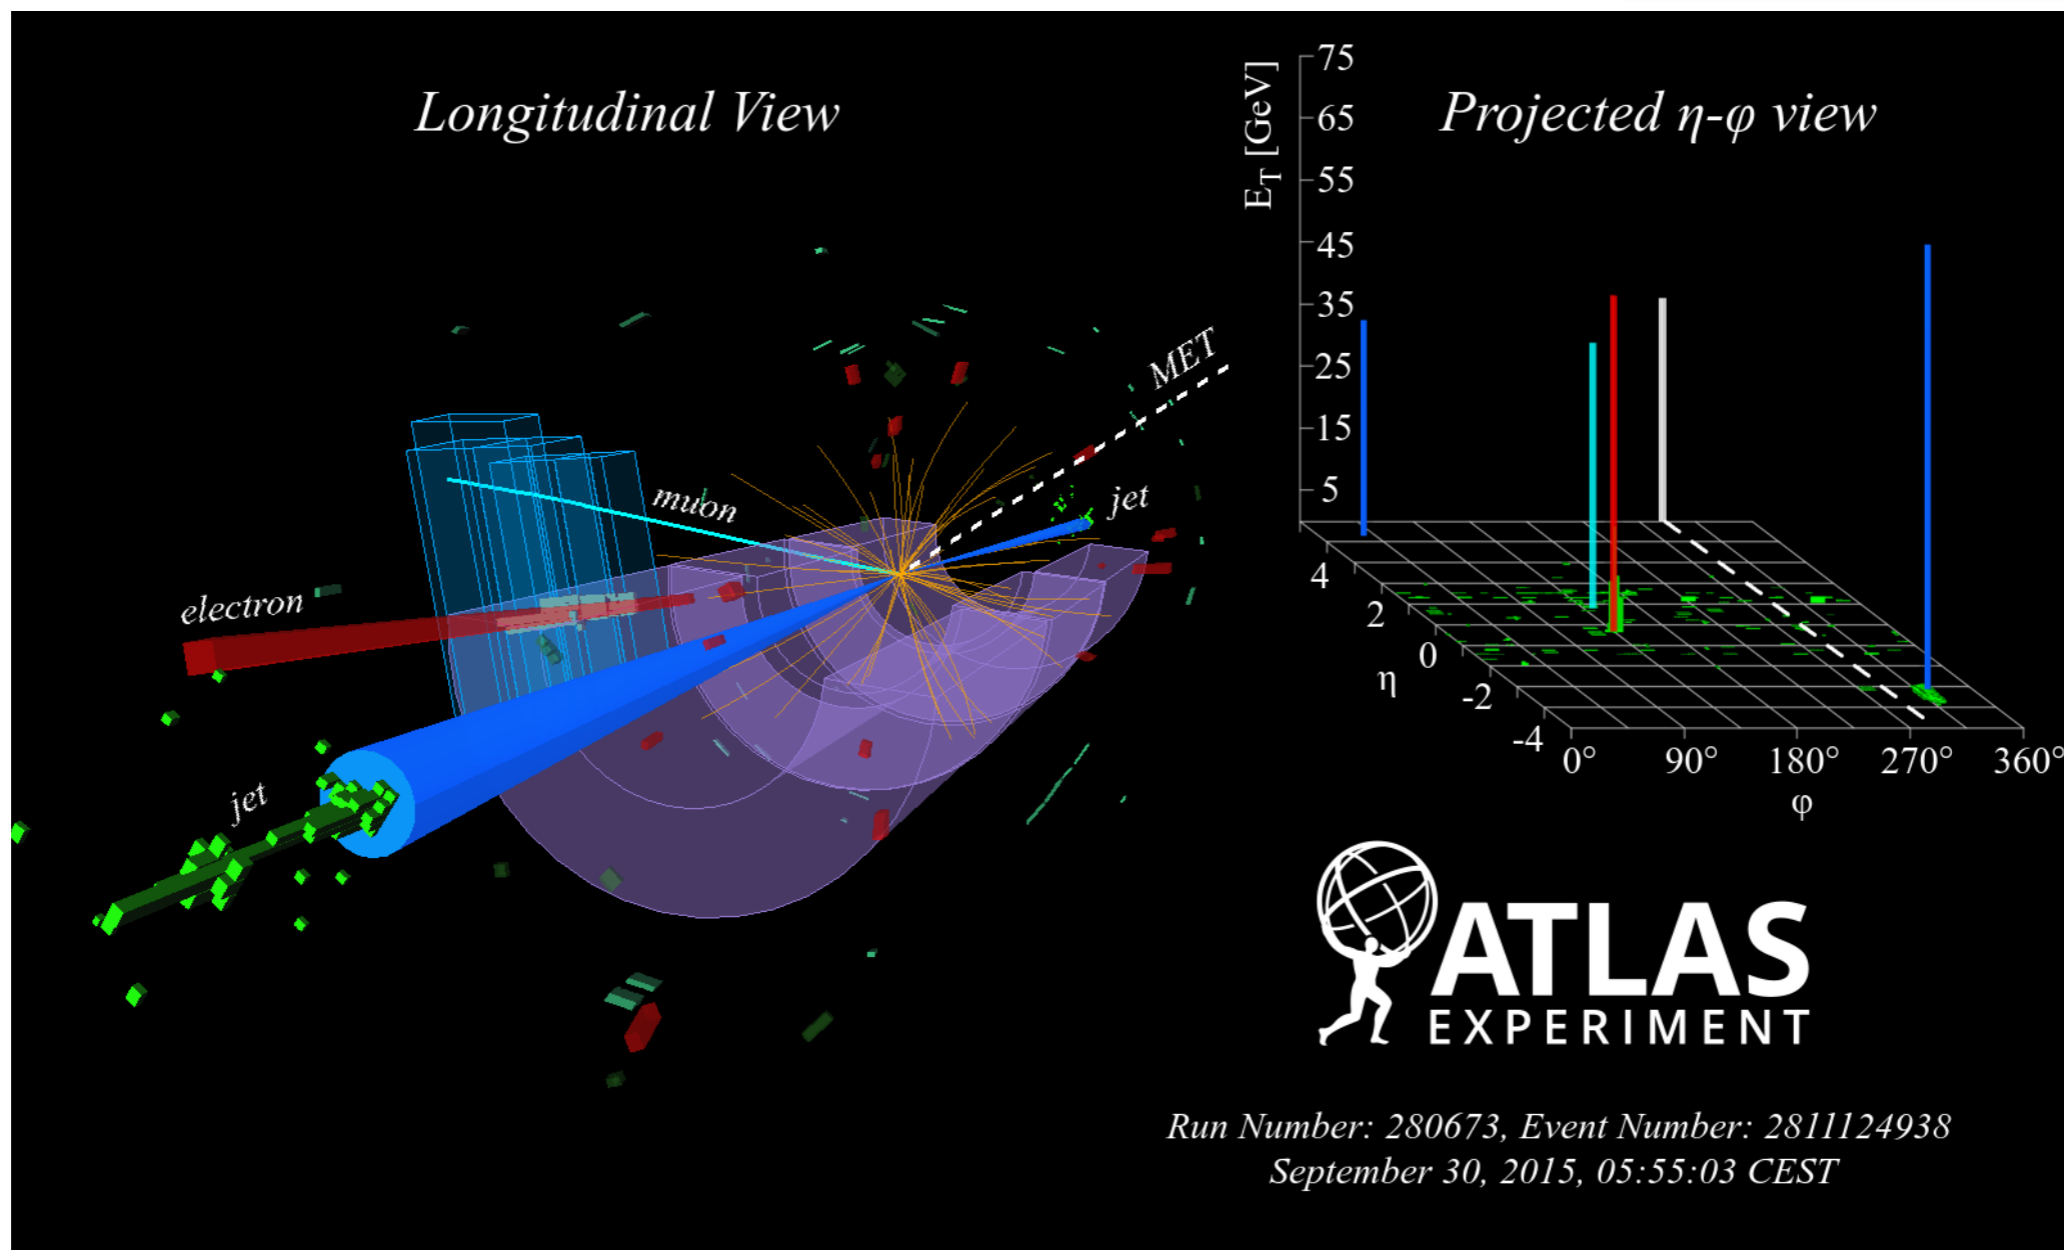 Longitudinal View
muon
MET
jet
electron
jet
Projected η-φ view
E_T [GeV]
75
65
55
45
35
25
15
5
4
2
0
-2
-4
η
0°
90°
180°
270°
360°
φ
ATLAS
EXPERIMENT
Run Number: 280673, Event Number: 2811124938
September 30, 2015, 05:55:03 CEST